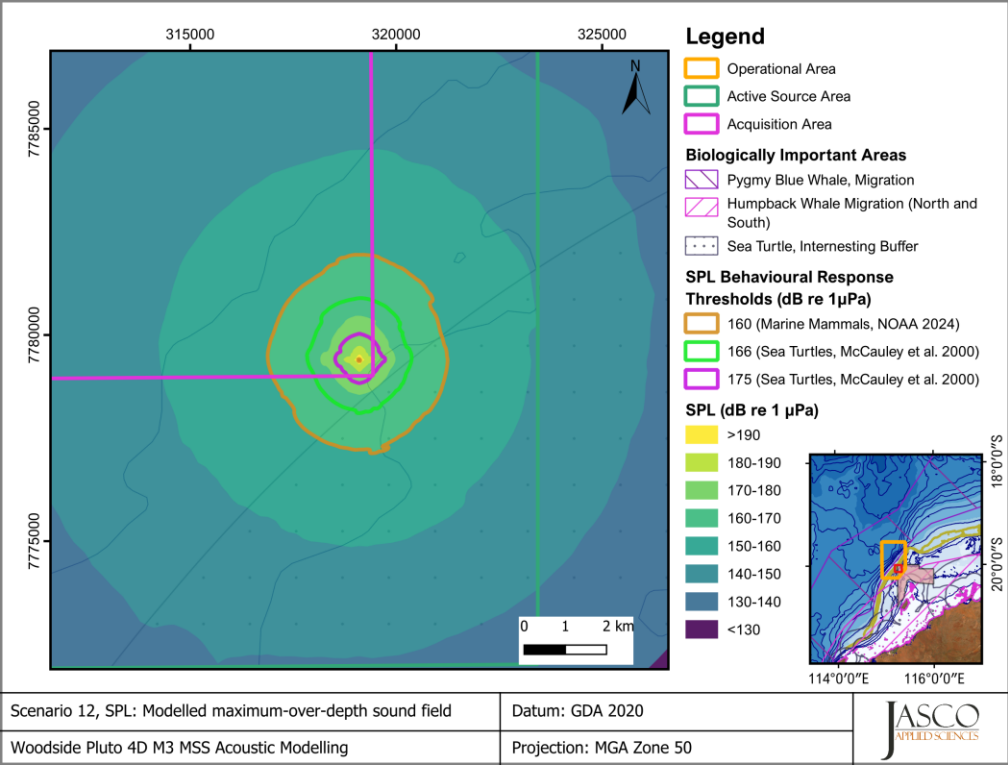 315000 320000 325000
7785000
7780000
7775000
N
0 1 2 km
Legend
Operational Area
Active Source Area
Acquisition Area
Biologically Important Areas
Pygmy Blue Whale, Migration
Humpback Whale Migration (North and
South)
Sea Turtle, Internesting Buffer
SPL Behavioural Response
Thresholds (dB re 1µPa)
160 (Marine Mammals, NOAA 2024)
166 (Sea Turtles, McCauley et al. 2000)
175 (Sea Turtles, McCauley et al. 2000)
SPL (dB re 1 µPa)
>190
180-190
170-180
160-170
150-160
140-150
130-140
<130
18°0′0″S
20°0′0″S
114°0′0″E 116°0′0″E
Scenario 12, SPL: Modelled maximum-over-depth sound field
Datum: GDA 2020
Woodside Pluto 4D M3 MSS Acoustic Modelling
Projection: MGA Zone 50
JASCO
APPLIED SCIENCES